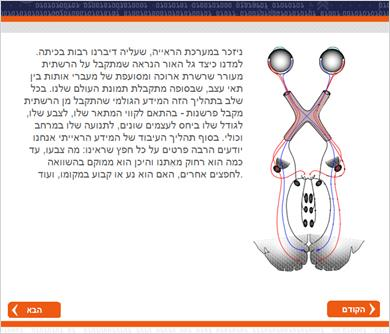 ניזכר במערכת הראייה, שעליה דיברנו רבות בכיתה.
למדנו כיצד גל האור הנראה שמתקבל על הרשתית
מעורר שרשרת ארוכה ומסועפת של מעברי אותות בין
תאי עצב, שבסופה מתקבלת תמונת העולם שלנו. בכל
שלב בתהליך הזה המידע הגולמי שהתקבל מן הרשתית
מקבל פרשנות - בהתאם לקווי המתאר שלו, לצבע שלו,
לגודל שלו ביחס לעצמים שונים, לתנועה שלו במרחב
וכולי. בסוף תהליך העיבוד של המידע הראייתי אנחנו
יודעים הרבה פרטים על כל חפץ שראינו: מה צבעו, עד
כמה הוא רחוק מאתנו והיכן הוא ממוקם בהשוואה
לחפצים אחרים, האם הוא נע או קבוע במקומו, ועוד.
הקודם
הבא